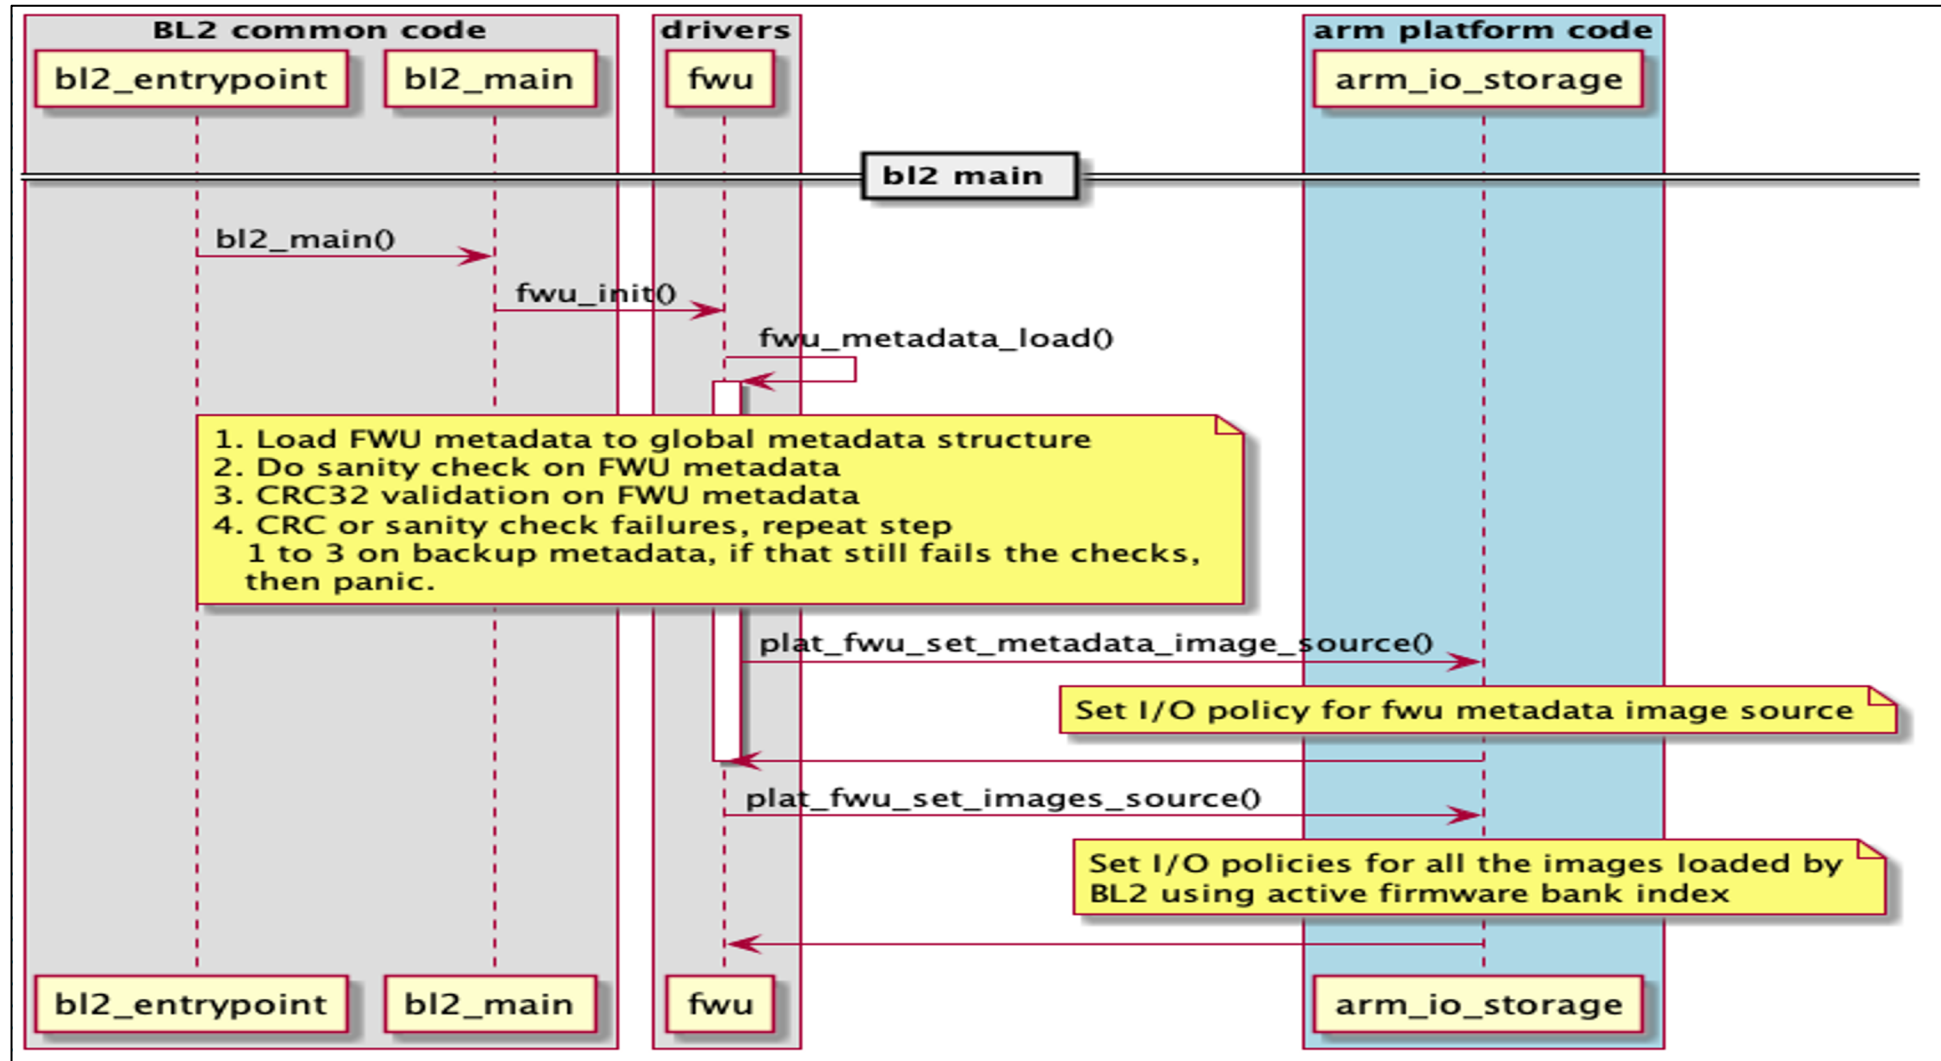 BL2 common code
drivers
arm platform code
bl2_entrypoint
bl2_main
fwu
arm_io_storage
bl2 main
bl2_main()
fwu_init()
fwu_metadata_load()
1. Load FWU metadata to global metadata structure
2. Do sanity check on FWU metadata
3. CRC32 validation on FWU metadata
4. CRC or sanity check failures, repeat step
1 to 3 on backup metadata, if that still fails the checks,
then panic.
plat_fwu_set_metadata_image_source()
Set I/O policy for fwu metadata image source
plat_fwu_set_images_source()
Set I/O policies for all the images loaded by
BL2 using active firmware bank index
bl2_entrypoint
bl2_main
fwu
arm_io_storage